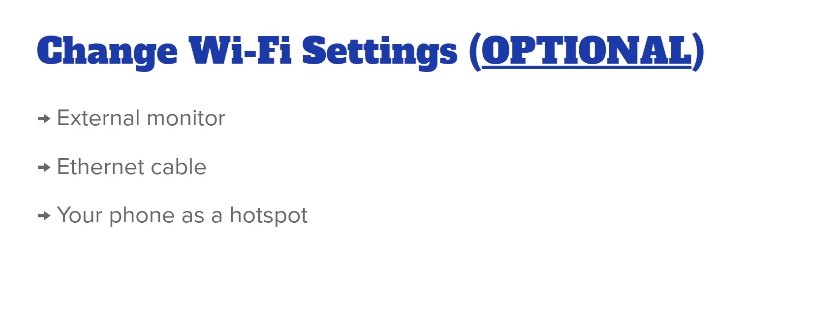 Change Wi-Fi Settings (OPTIONAL)
→ External monitor
→ Ethernet cable
→ Your phone as a hotspot